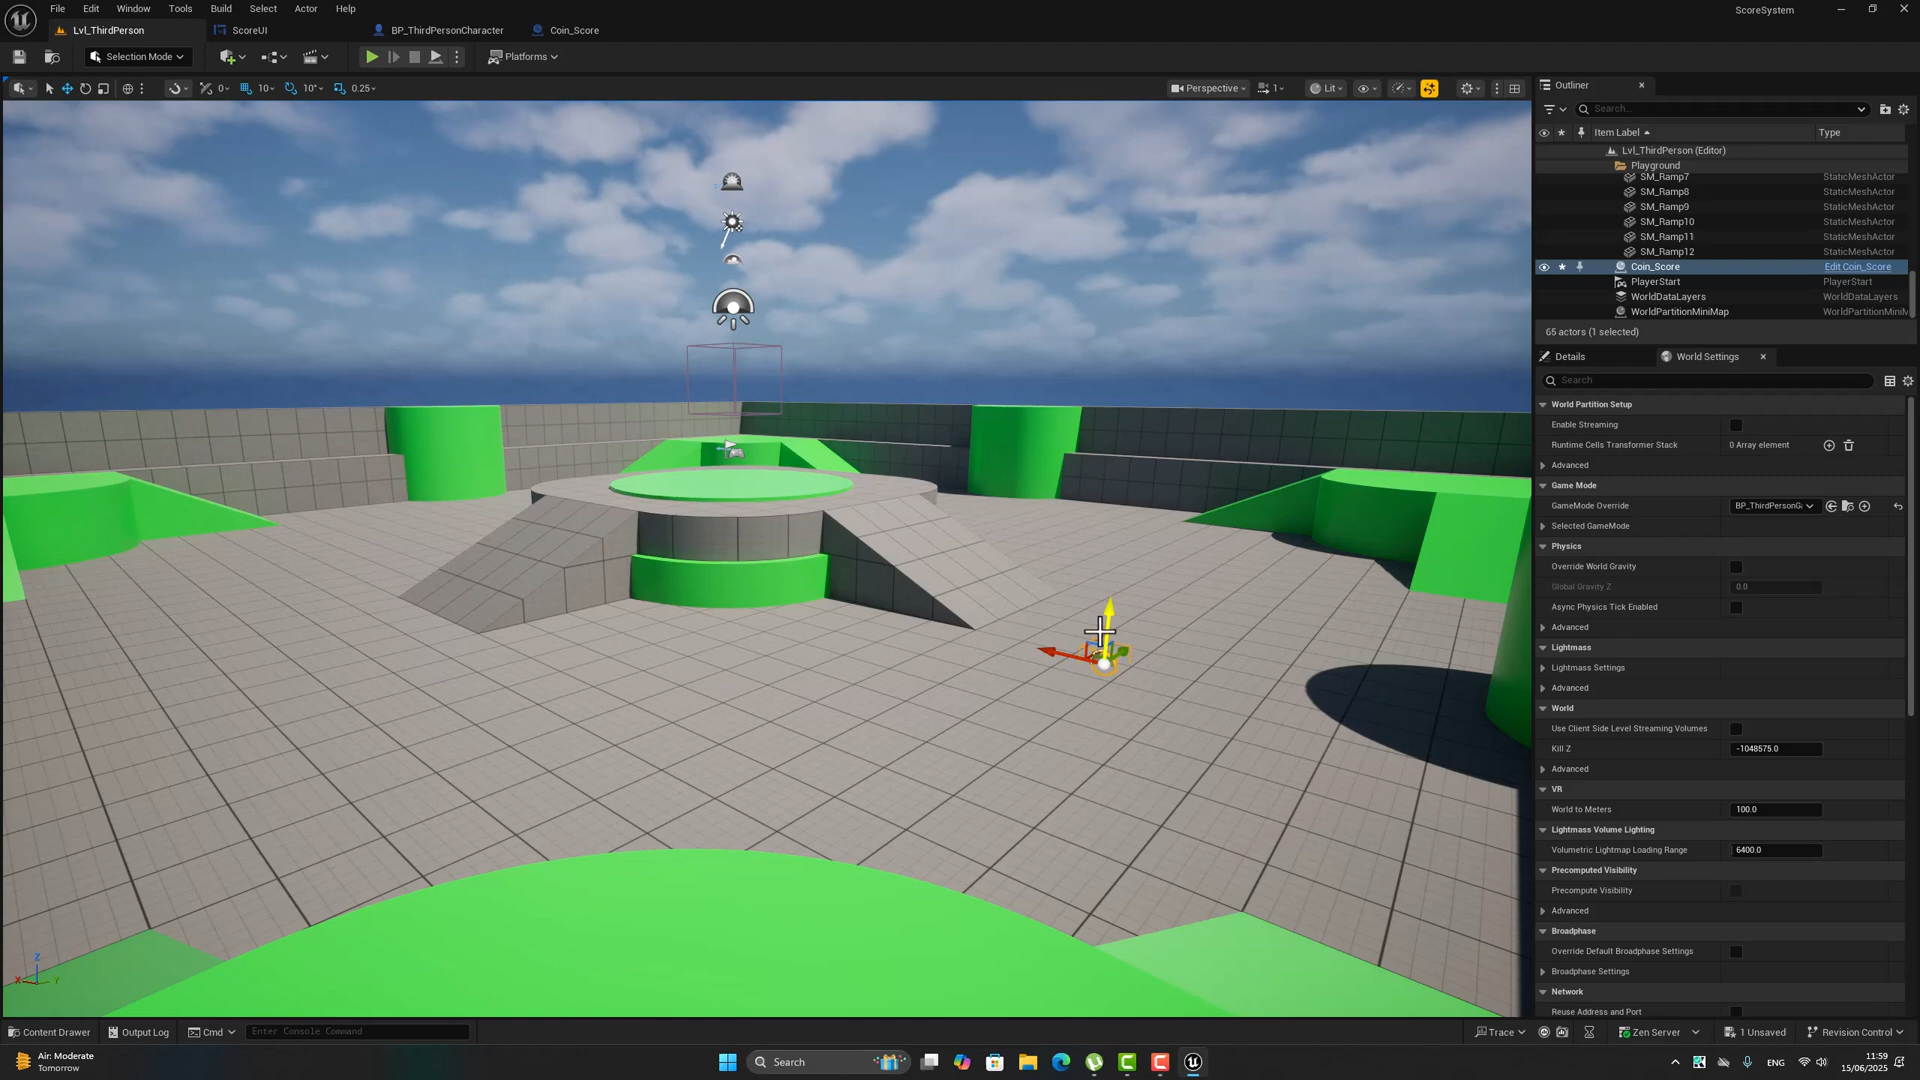 File Edit Window Tools Build Select Actor Help
ScoreSystem
Lvl_ThirdPerson ScoreUI BP_ThirdPersonCharacter Coin_Score
Selection Mode Platforms
0 10 10° 0.25 Perspective 1 Lit
Outliner
Search...
Item Label Type
Lvl_ThirdPerson (Editor)
Playground
SM_Ramp7 StaticMeshActor
SM_Ramp8 StaticMeshActor
SM_Ramp9 StaticMeshActor
SM_Ramp10 StaticMeshActor
SM_Ramp11 StaticMeshActor
SM_Ramp12 StaticMeshActor
Coin_Score Edit Coin_Score
PlayerStart PlayerStart
WorldDataLayers WorldDataLayers
WorldPartitionMiniMap WorldPartitionMiniM
65 actors (1 selected)
Details World Settings
Search
World Partition Setup
Enable Streaming
Runtime Cells Transformer Stack 0 Array element
Advanced
Game Mode
GameMode Override BP_ThirdPersonGa
Selected GameMode
Physics
Override World Gravity
Global Gravity Z 0.0
Async Physics Tick Enabled
Advanced
Lightmass
Lightmass Settings
Advanced
World
Use Client Side Level Streaming Volumes
Kill Z -1048575.0
Advanced
VR
World to Meters 100.0
Lightmass Volume Lighting
Volumetric Lightmap Loading Range 6400.0
Precomputed Visibility
Precompute Visibility
Advanced
Broadphase
Override Default Broadphase Settings
Broadphase Settings
Network
Reuse Address and Port
Z
X Y
Content Drawer Output Log Cmd Enter Console Command Trace Zen Server 1 Unsaved Revision Control
Air: Moderate
Tomorrow
Search
ENG
11:59
15/06/2025